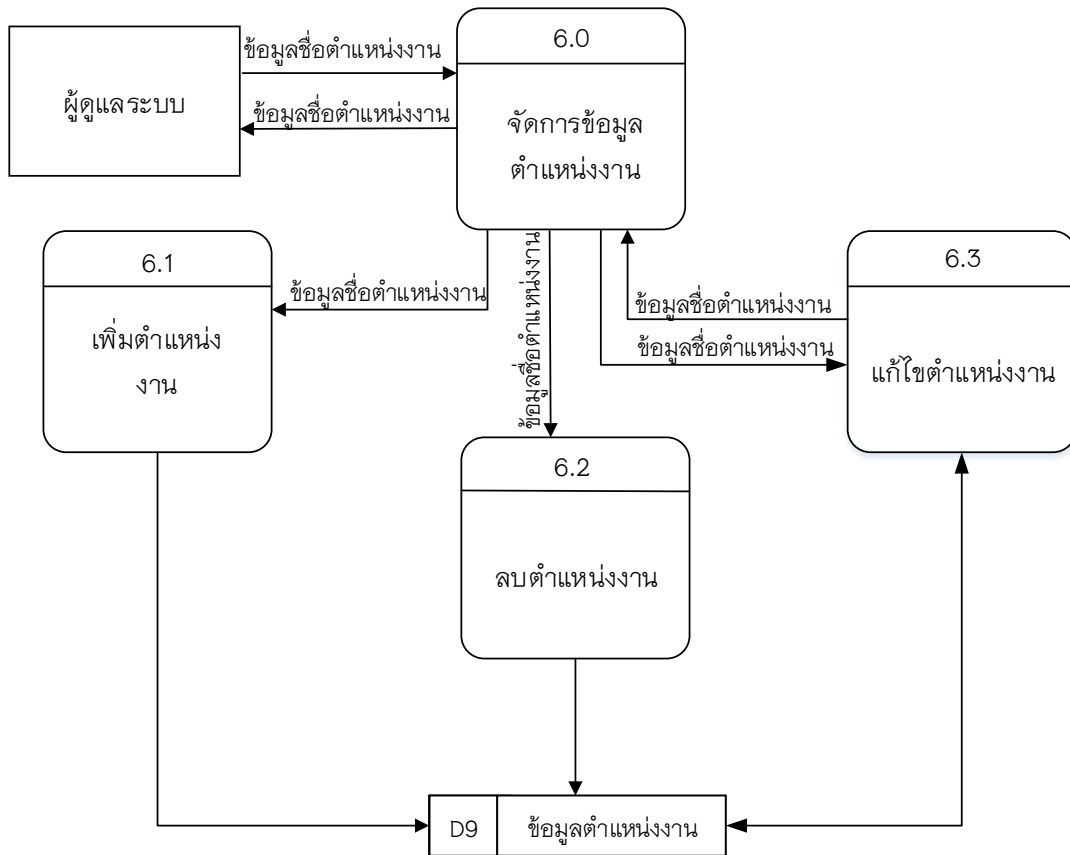 ผู้ดูแลระบบ
ข้อมูลชื่อตำแหน่งงาน
ข้อมูลชื่อตำแหน่งงาน
6.0
จัดการข้อมูล
ตำแหน่งงาน
6.1
เพิ่มตำแหน่ง
งาน
ข้อมูลชื่อตำแหน่งงาน
ข้อมูลชื่อตำแหน่งงาน
ข้อมูลชื่อตำแหน่งงาน
ข้อมูลชื่อตำแหน่งงาน
6.3
แก้ไขตำแหน่งงาน
6.2
ลบตำแหน่งงาน
D9
ข้อมูลตำแหน่งงาน